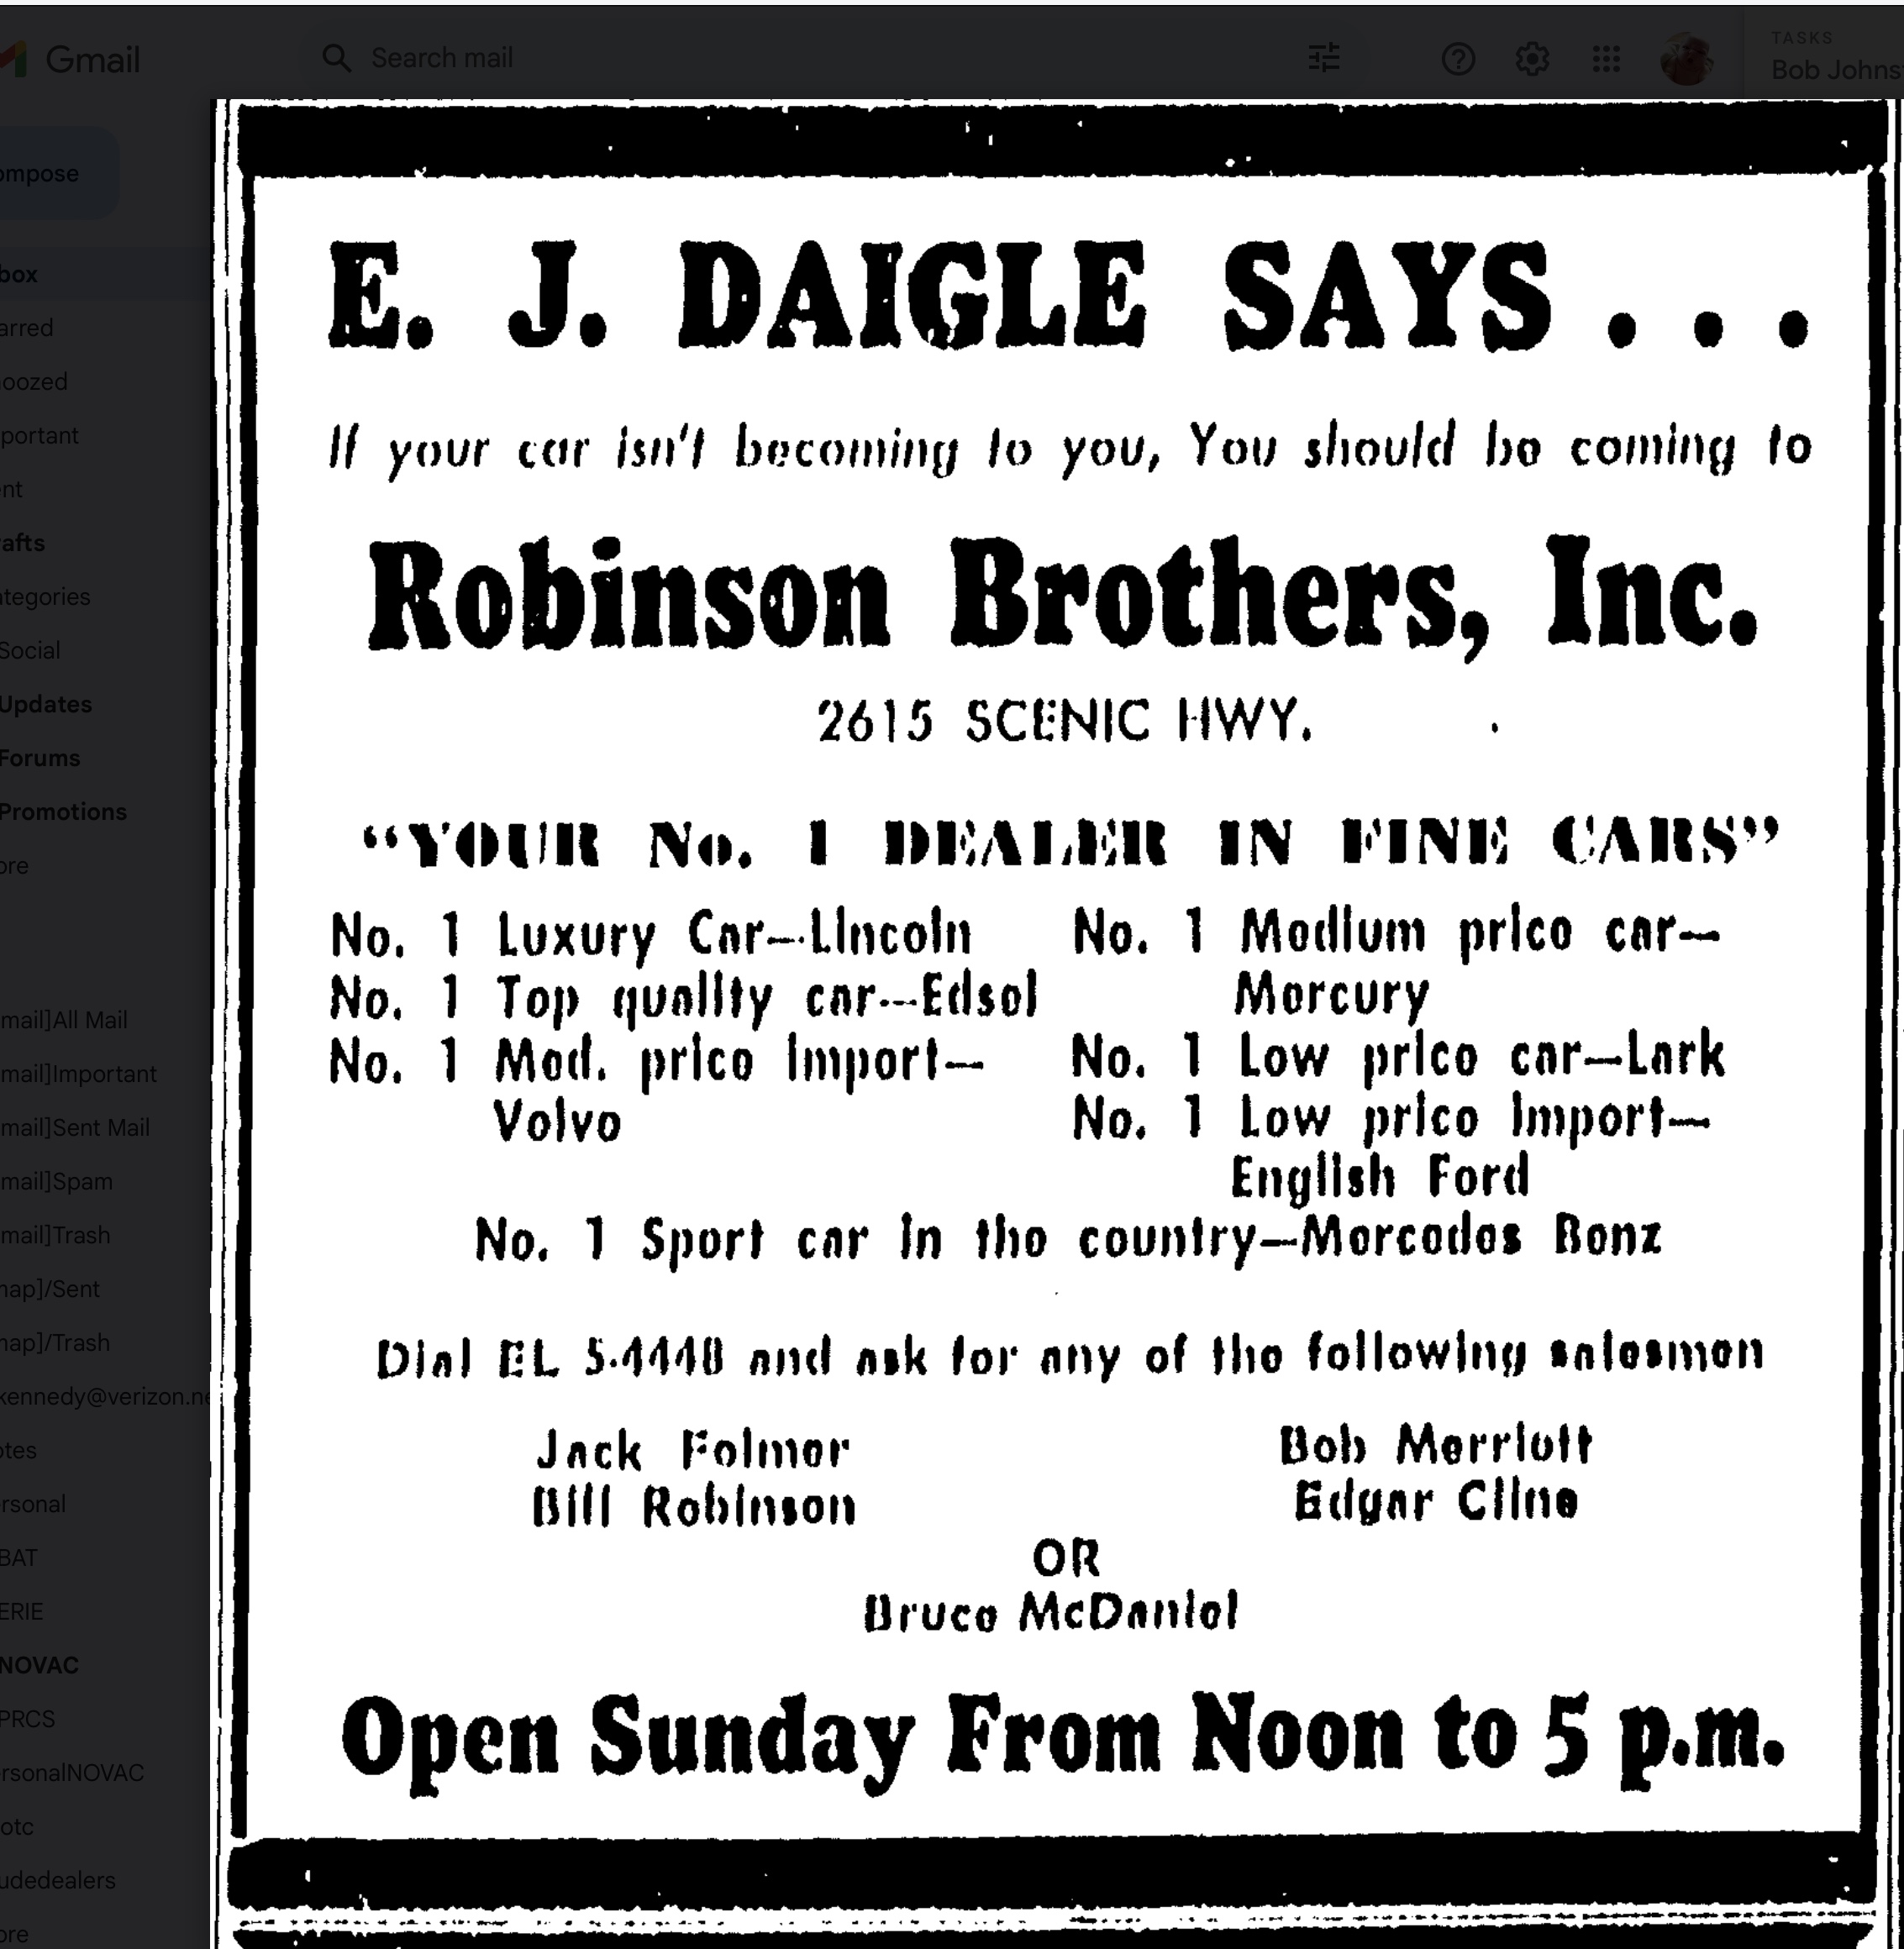 Gmail
Search mail
TASKS
Bob Johns
ompose
box
arred
noozed
portant
ent
rafts
ategories
Social
Updates
Forums
Promotions
ore
mail]All Mail
mail]Important
mail]Sent Mail
mail]Spam
mail]Trash
nap]/Sent
nap]/Trash
kennedy@verizon.ne
otes
ersonal
BAT
ERIE
NOVAC
PRCS
ersonalNOVAC
otc
udedealers
ore
E. J. DAIGLE SAYS . . .
If your car isn't becoming to you, You should be coming to
Robinson Brothers, Inc.
2615 SCENIC HWY.
“YOUR No. 1 DEALER IN FINE CARS”
No. 1 Luxury Car—Lincoln
No. 1 Top quality car—Edsel
No. 1 Med. price Import—
Volvo
No. 1 Medium price car—
Mercury
No. 1 Low price car—Lark
No. 1 Low price Import—
English Ford
No. 1 Sport car in the country—Mercedes Benz
Dial EL 5-4448 and ask for any of the following salesmen
Jack Folmer
Bill Robinson
Bob Merriott
Edgar Cline
OR
Bruce McDaniel
Open Sunday From Noon to 5 p.m.